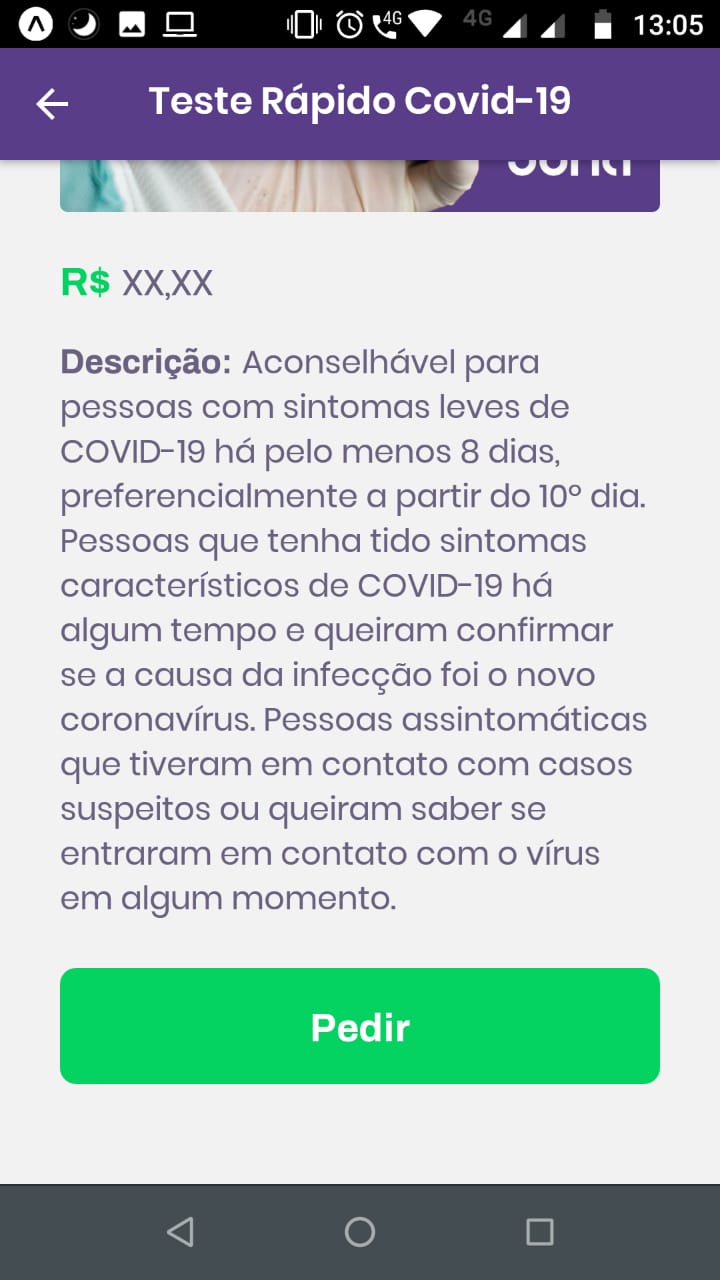 4G
4G
13:05
Teste Rápido Covid-19
R$ XX,XX
Descrição: Aconselhável para
pessoas com sintomas leves de
COVID-19 há pelo menos 8 dias,
preferencialmente a partir do 10º dia.
Pessoas que tenha tido sintomas
característicos de COVID-19 há
algum tempo e queiram confirmar
se a causa da infecção foi o novo
coronavírus. Pessoas assintomáticas
que tiveram em contato com casos
suspeitos ou queiram saber se
entraram em contato com o vírus
em algum momento.
Pedir